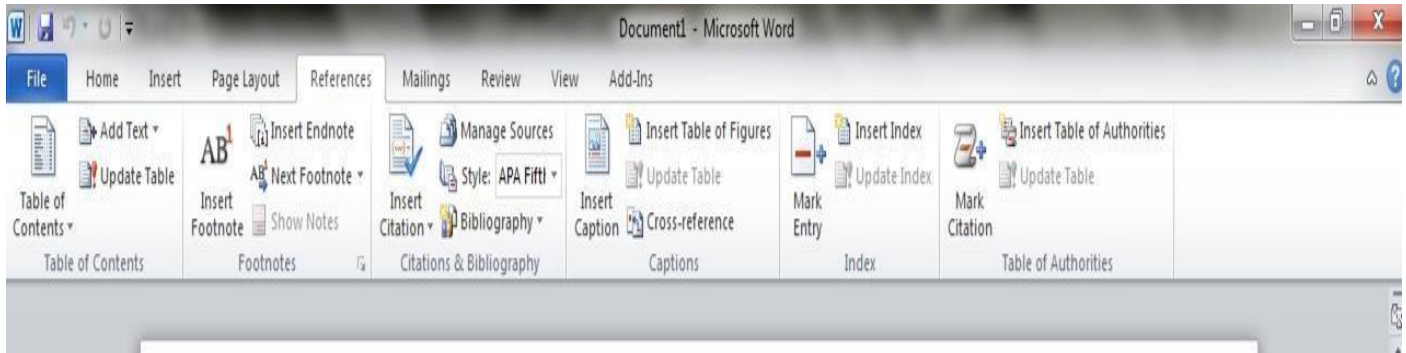 W
Document1 - Microsoft Word
X
File Home Insert Page Layout References Mailings Review View Add-Ins ?
Table of
Contents
Add Text
Update Table
Table of Contents
AB1
Insert
Footnote
[i] Insert Endnote
AB1 Next Footnote
Show Notes
Footnotes
Insert
Citation
Manage Sources
Style: APA Fifth
Bibliography
Citations & Bibliography
Insert
Caption
Insert Table of Figures
Update Table
Cross-reference
Captions
Mark
Entry
Insert Index
Update Index
Index
Mark
Citation
Insert Table of Authorities
Update Table
Table of Authorities